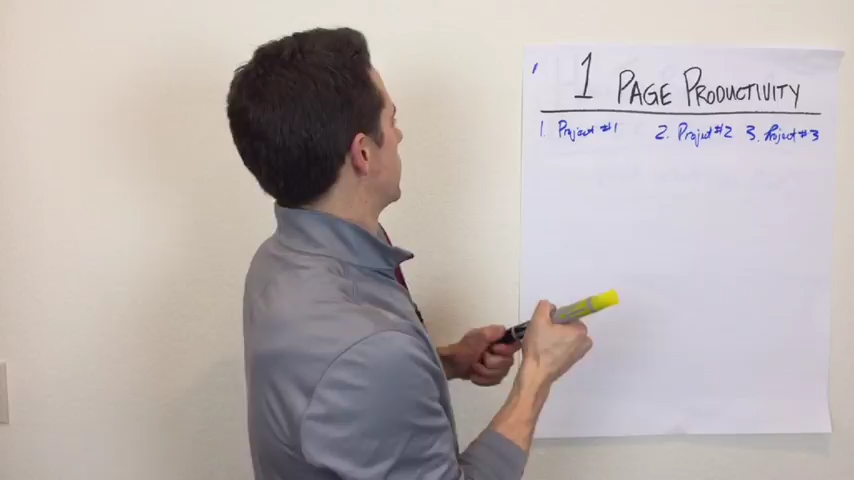 1 PAGE PRODUCTIVITY
1. Project #1 2. Project #2 3. Project #3